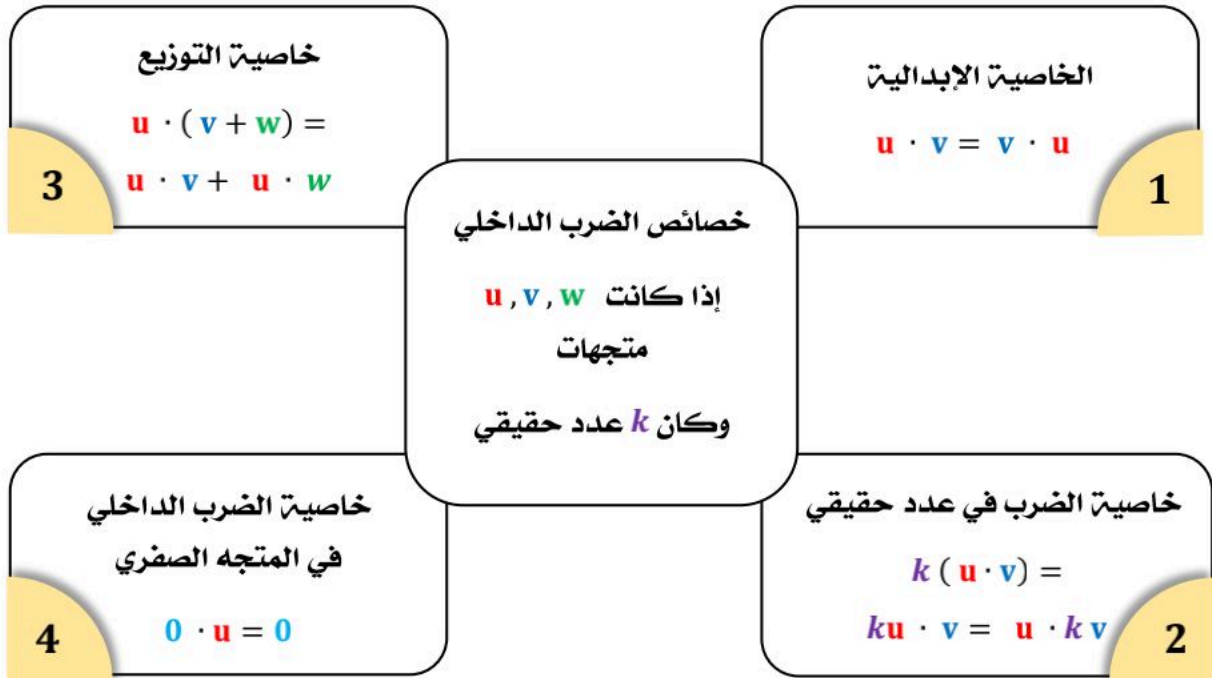 خصائص الضرب الداخلي
إذا كانت u , v , w
متجهات
وكان k عدد حقيقي
الخاصية الإبدالية
u · v = v · u
1
خاصية الضرب في عدد حقيقي
k ( u · v) =
ku · v = u · k v
2
خاصية التوزيع
u · ( v + w) =
u · v + u · w
3
خاصية الضرب الداخلي
في المتجه الصفري
0 · u = 0
4